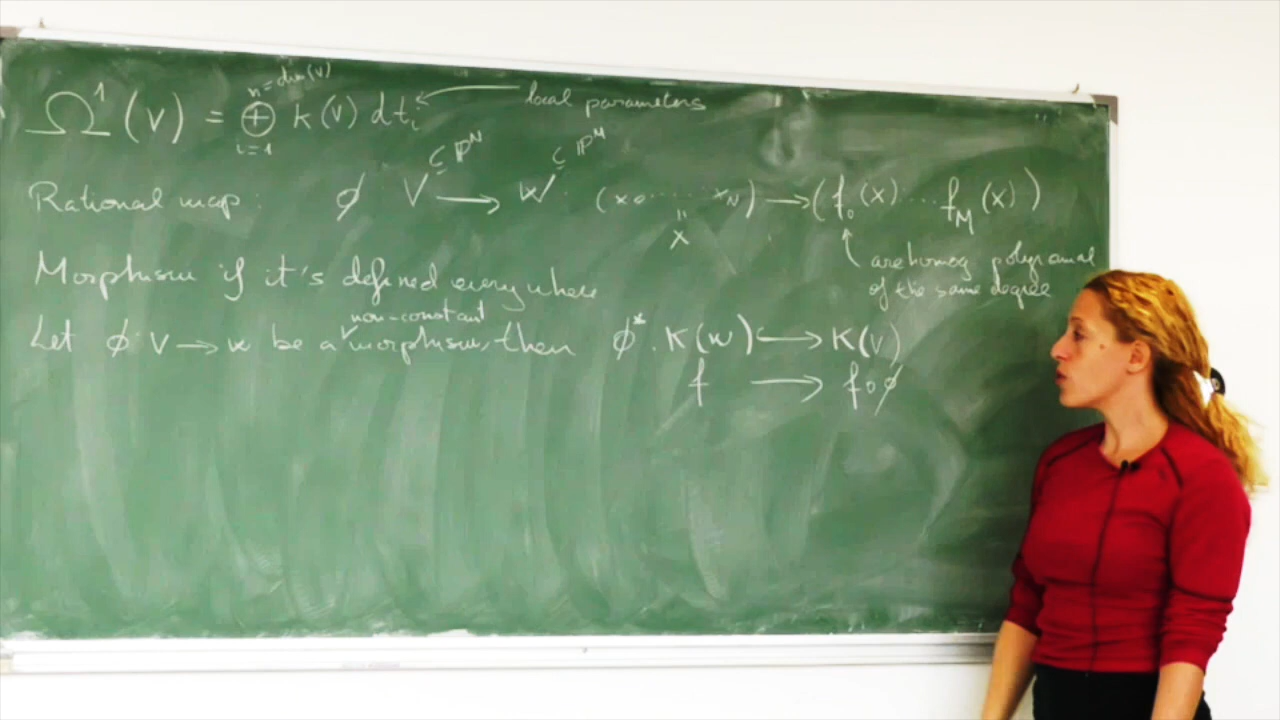 n=dim(V)
Ω¹(V) = ⊕ k(V) dtᵢ ← local parameters
i=1
⊆ ℙᴺ ⊆ ℙᴹ
Rational map: ϕ V → W : (x₀ ...... x_N) → (f₀(x) .... f_M(x))
= x
are homog polynomial
of the same degree
Morphism if it's defined everywhere
non-constant
Let ϕ: V → W be a morphism, then ϕ*: K(W) ↪ K(V)
f → f∘ϕ